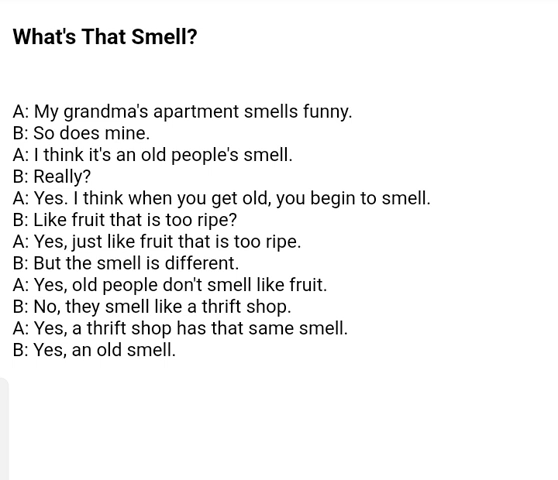 What's That Smell?
A: My grandma's apartment smells funny.
B: So does mine.
A: I think it's an old people's smell.
B: Really?
A: Yes. I think when you get old, you begin to smell.
B: Like fruit that is too ripe?
A: Yes, just like fruit that is too ripe.
B: But the smell is different.
A: Yes, old people don't smell like fruit.
B: No, they smell like a thrift shop.
A: Yes, a thrift shop has that same smell.
B: Yes, an old smell.